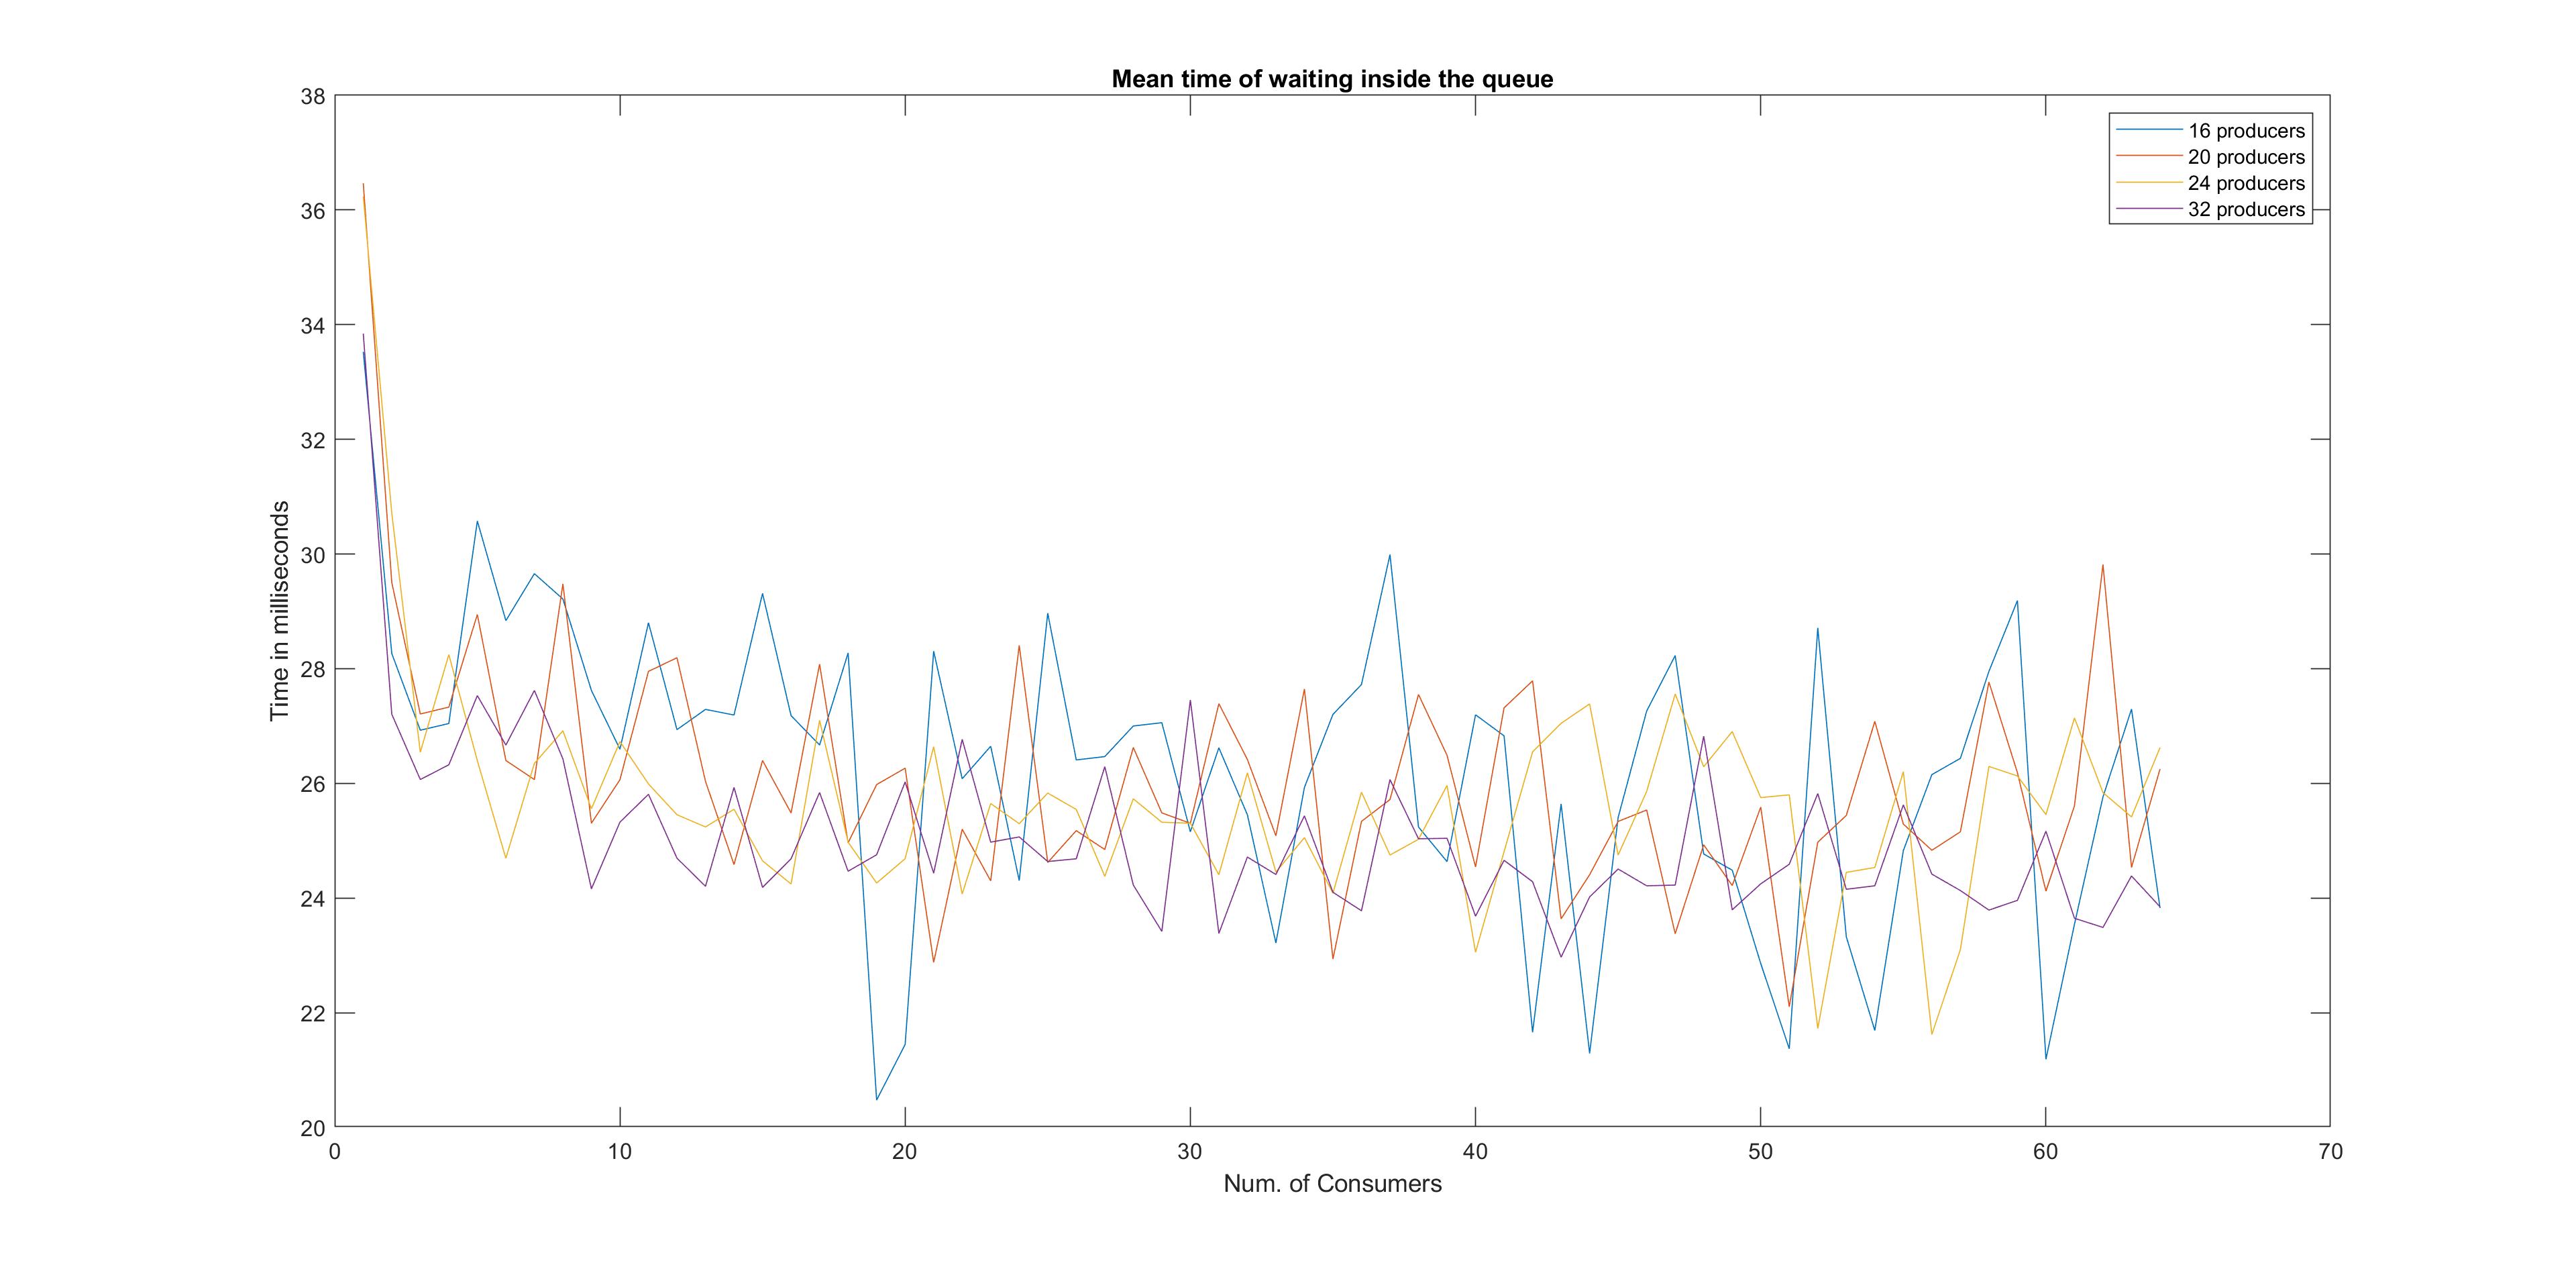 Mean time of waiting inside the queue
38
36
34
32
30
28
26
24
22
20
Time in milliseconds
16 producers
20 producers
24 producers
32 producers
0 10 20 30 40 50 60 70
Num. of Consumers